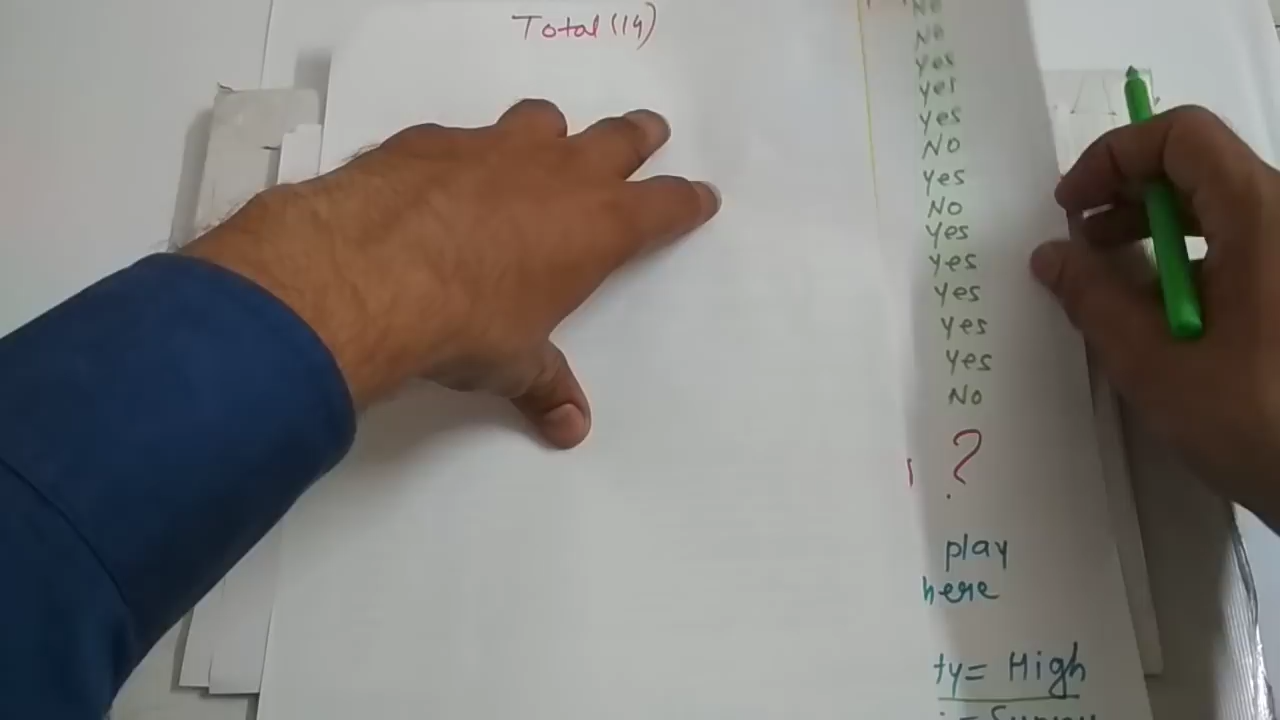 Total (14)
No
No
Yes
Yes
Yes
No
Yes
No
Yes
Yes
Yes
Yes
Yes
No
?
play
here
ty= High
= Sunny